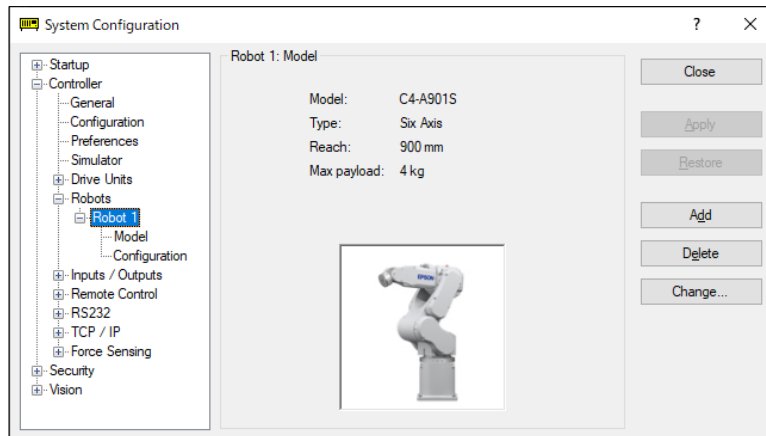 System Configuration
?
Startup
Controller
General
Configuration
Preferences
Simulator
Drive Units
Robots
Robot 1
Model
Configuration
Inputs / Outputs
Remote Control
RS232
TCP / IP
Force Sensing
Security
Vision
Robot 1: Model
Model: C4-A901S
Type: Six Axis
Reach: 900 mm
Max payload: 4 kg
EPSON
Close
Apply
Restore
Add
Delete
Change...